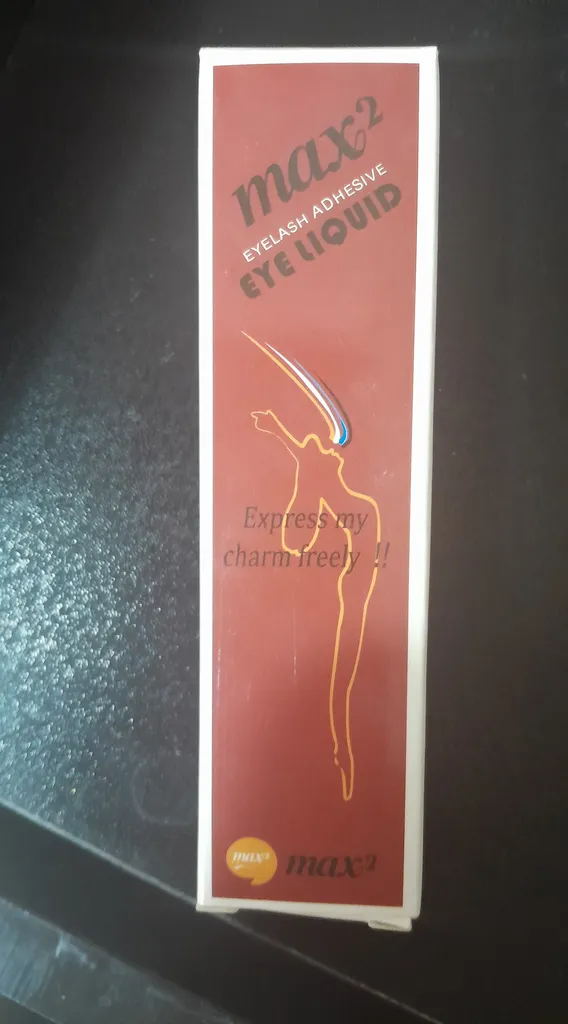 max²
EYELASH ADHESIVE
EYE LIQUID
Express my
charm freely !!
max²
max²